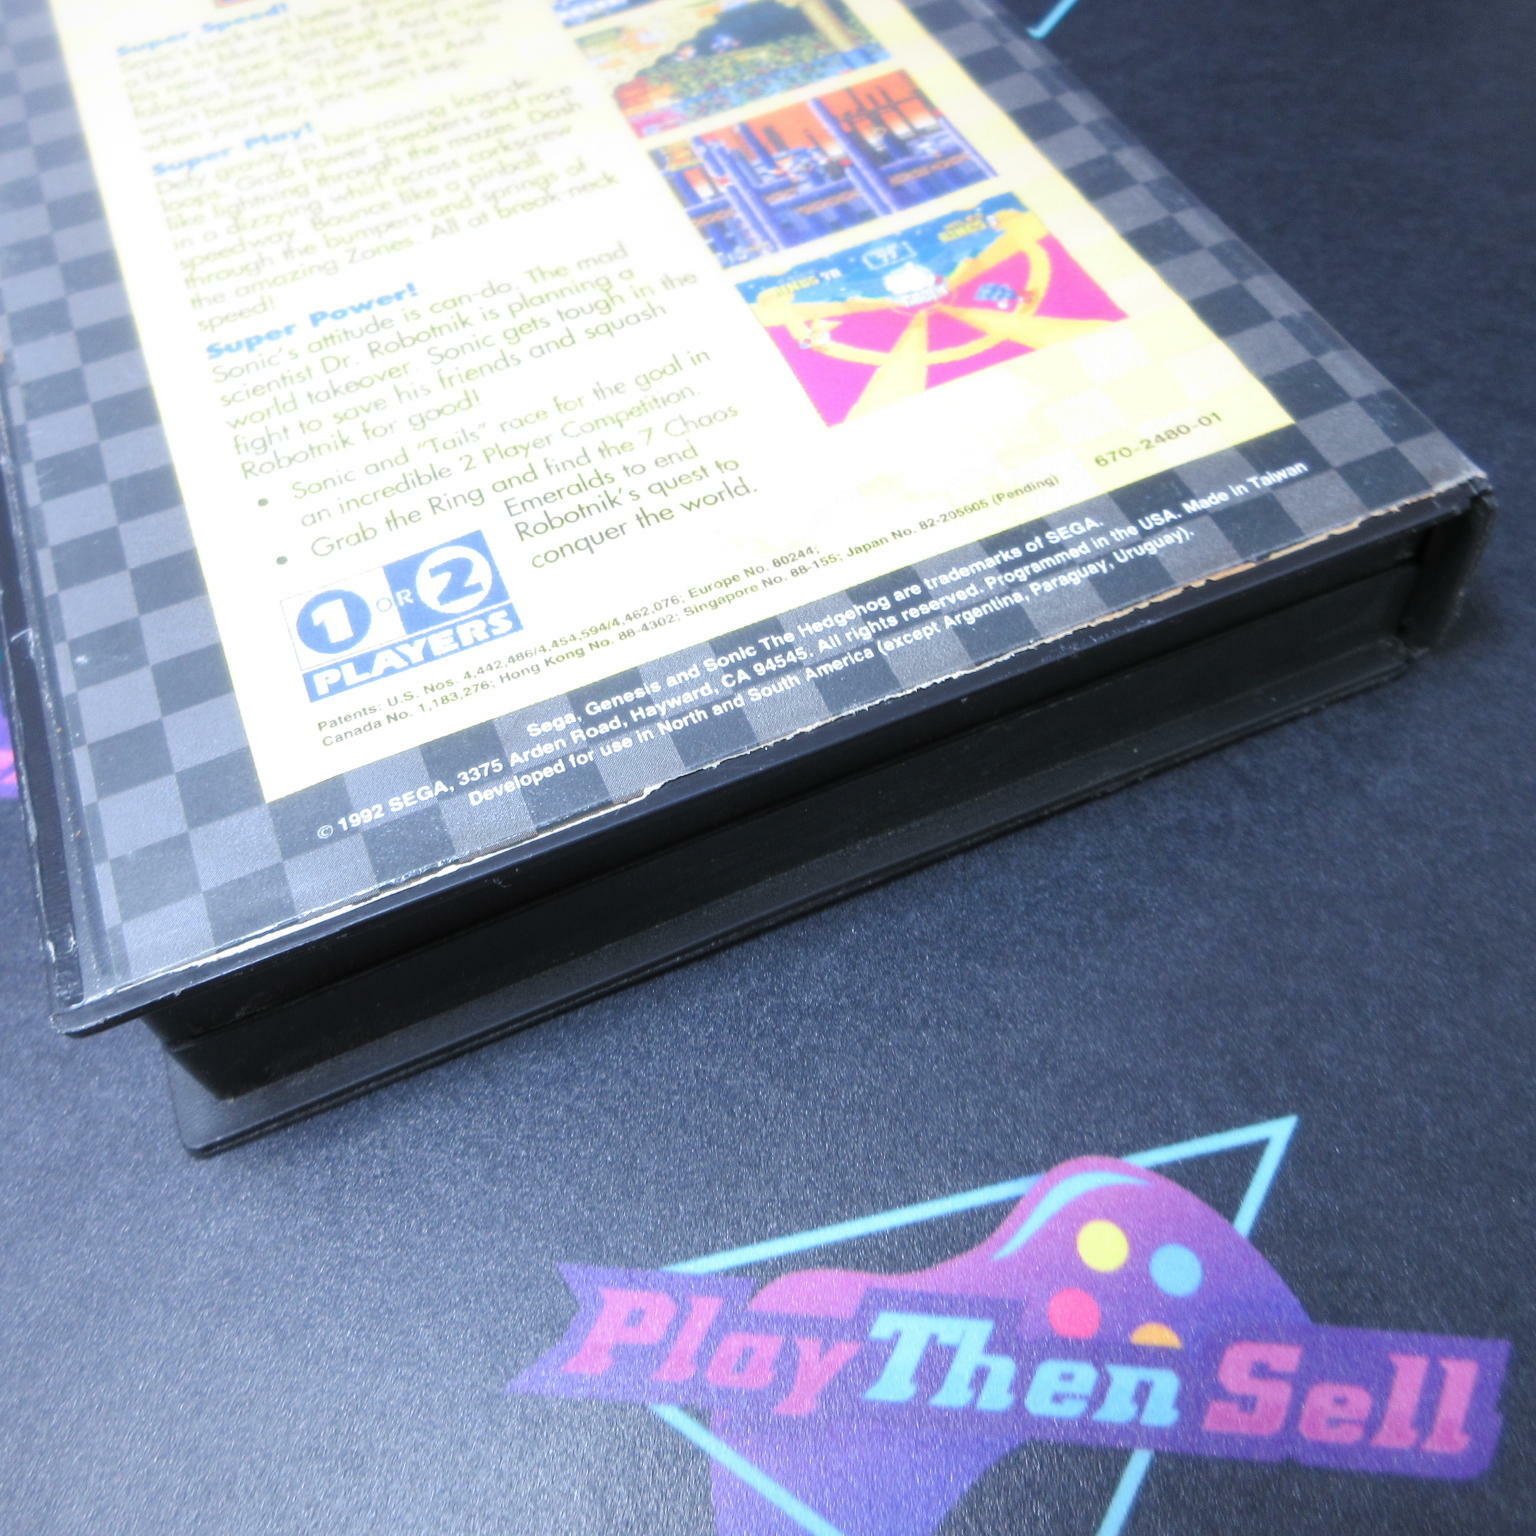 Super Speed!
when you play, you won't
Super Play!
Defy gravity in hair-raising loop-de-
loops. Grab Power Sneakers and race
like lightning through the mazes. Dash
in a dizzying whirl across corkscrew
speedway. Bounce like a pinball
through the bumpers and springs of
the amazing Zones. All at break-neck
speed!
Super Power!
Sonic's attitude is can-do. The mad
scientist Dr. Robotnik is planning a
world takeover. Sonic gets tough in the
fight to save his friends and squash
Robotnik for good!
• Sonic and "Tails" race for the goal in
an incredible 2 Player Competition.
• Grab the Ring and find the 7 Chaos
Emeralds to end
Robotnik's quest to
conquer the world.
1 OR 2
PLAYERS
RINGS
670-2480-01
Patents: U.S. Nos. 4,442,486/4,454,594/4,462,076; Europe No. 80244;
Canada No. 1,183,276; Hong Kong No. 88-4302; Singapore No. 88-155; Japan No. 82-205605 (Pending)
Sega, Genesis and Sonic The Hedgehog are trademarks of SEGA.
© 1992 SEGA, 3375 Arden Road, Hayward, CA 94545. All rights reserved. Programmed in the USA. Made in Taiwan
Developed for use in North and South America (except Argentina, Paraguay, Uruguay).
Play Then Sell